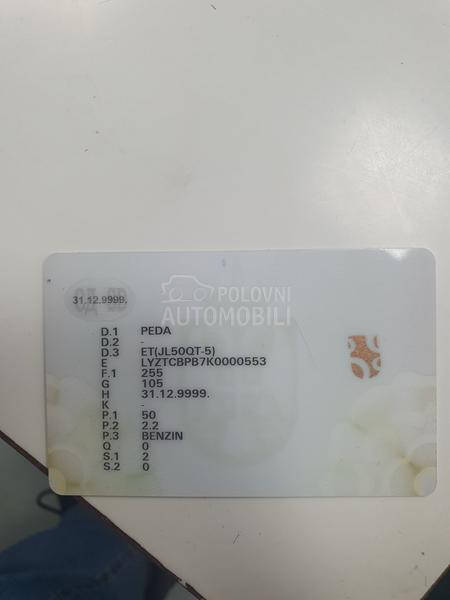 31.12.9999.
POLOVNI
AUTOMOBILI
D.1 PEDA
D.2 -
D.3 ET(JL50QT-5)
E LYZTCBPB7K0000553
F.1 255
G 105
H 31.12.9999.
K -
P.1 50
P.2 2.2
P.3 BENZIN
Q 0
S.1 2
S.2 0